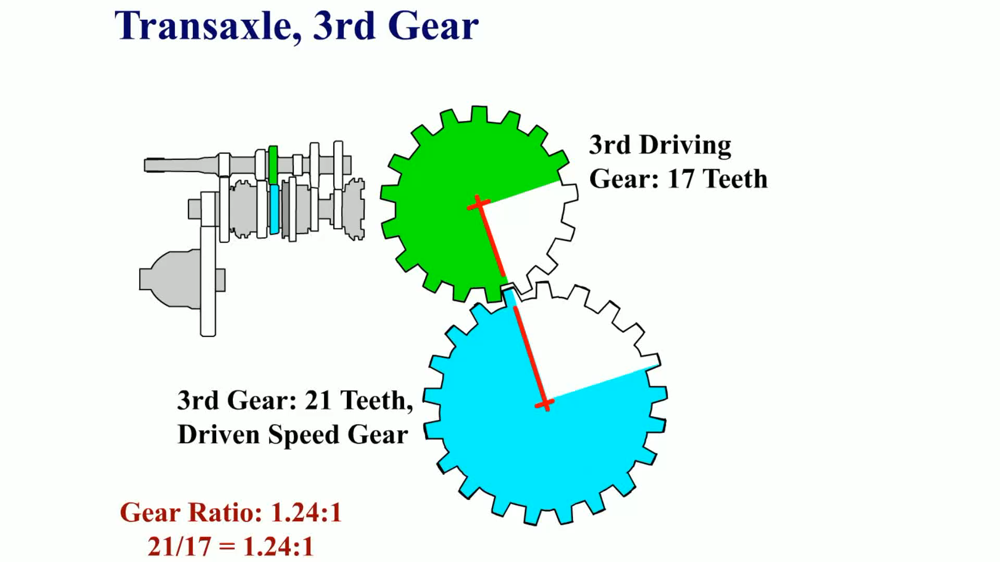 Transaxle, 3rd Gear
3rd Driving
Gear: 17 Teeth
3rd Gear: 21 Teeth,
Driven Speed Gear
Gear Ratio: 1.24:1
21/17 = 1.24:1